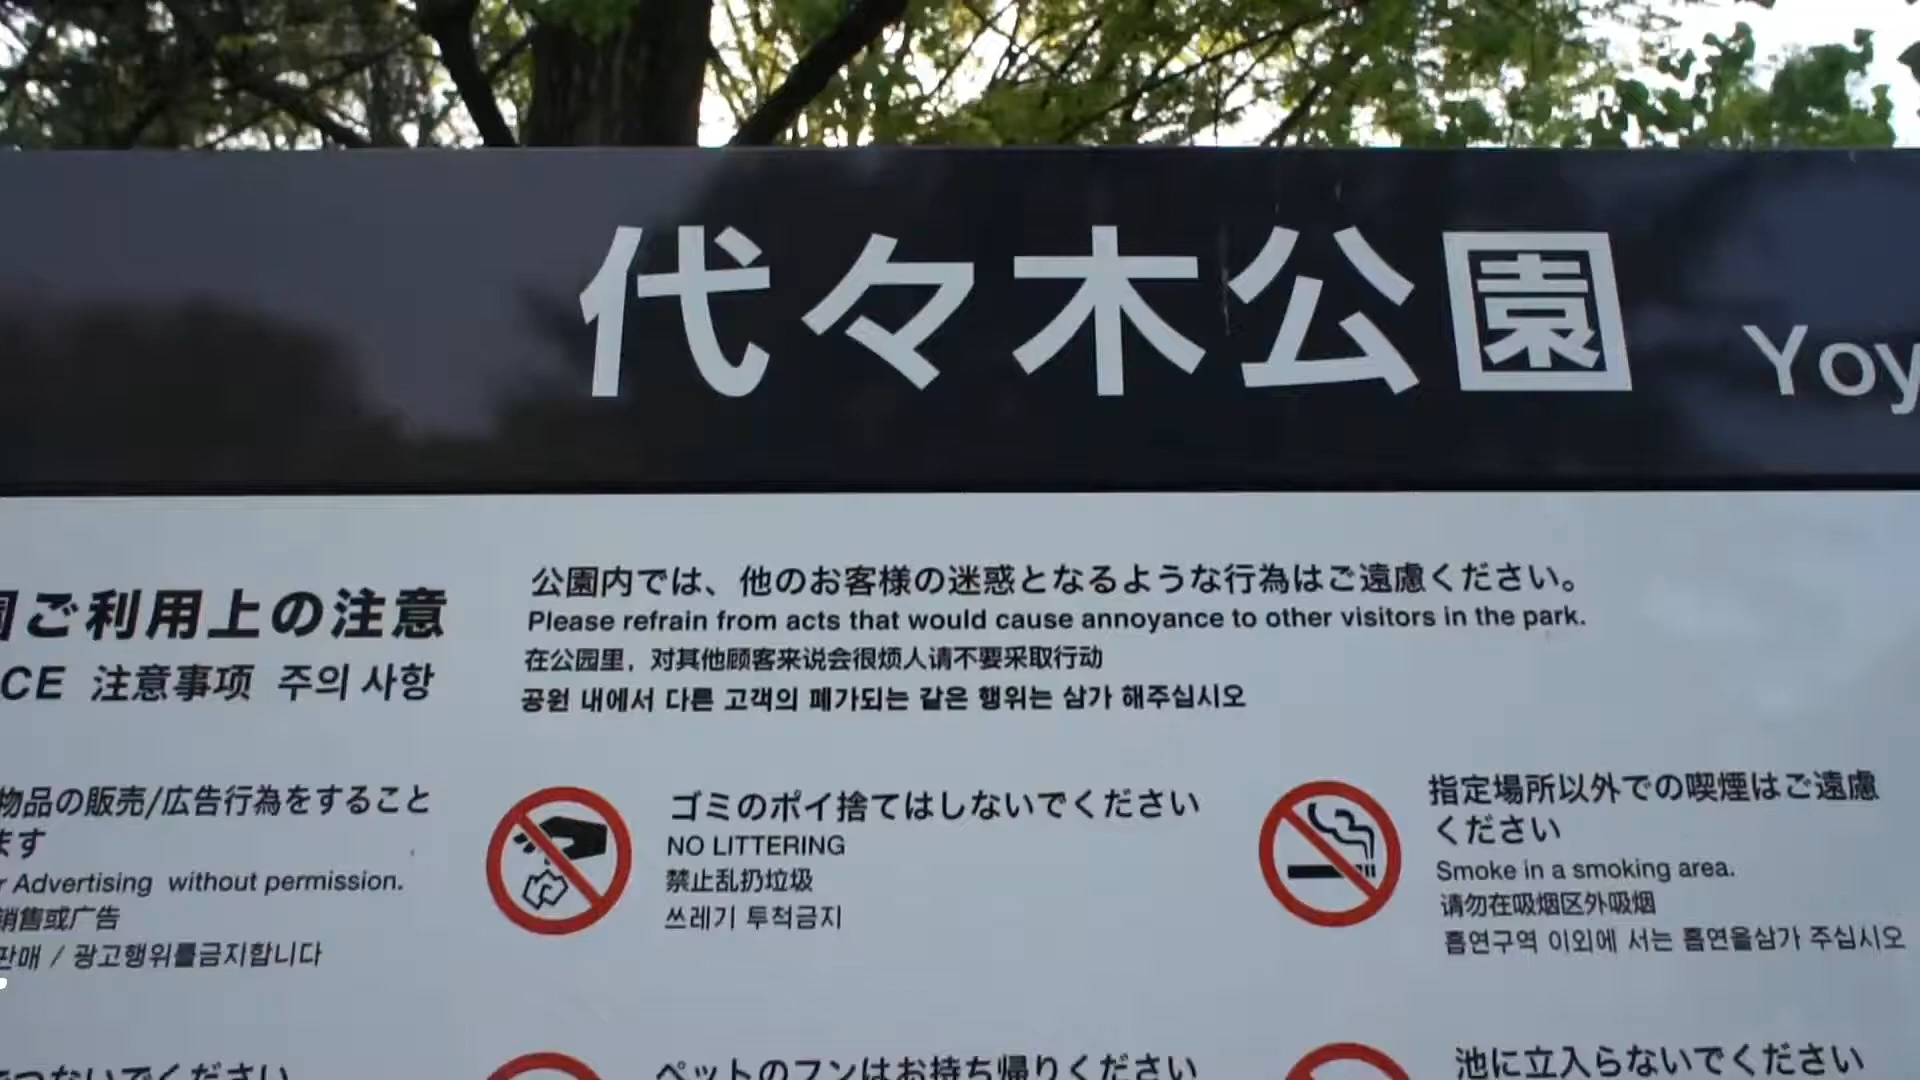 代々木公園 Yoy
ご利用上の注意
CE 注意事项 주의 사항
公園内では、他のお客様の迷惑となるような行為はご遠慮ください。
Please refrain from acts that would cause annoyance to other visitors in the park.
在公园里，对其他顾客来说会很烦人请不要采取行动
공원 내에서 다른 고객의 폐가되는 같은 행위는 삼가 해주십시오
物品の販売/広告行為をすること
ます
r Advertising without permission.
销售或广告
판매 / 광고행위를금지합니다
ゴミのポイ捨てはしないでください
NO LITTERING
禁止乱扔垃圾
쓰레기 투척금지
指定場所以外での喫煙はご遠慮
ください
Smoke in a smoking area.
请勿在吸烟区外吸烟
흡연구역 이외에 서는 흡연을삼가 주십시오
つないでください
ペットのフンはお持ち帰りください
池に立入らないでください